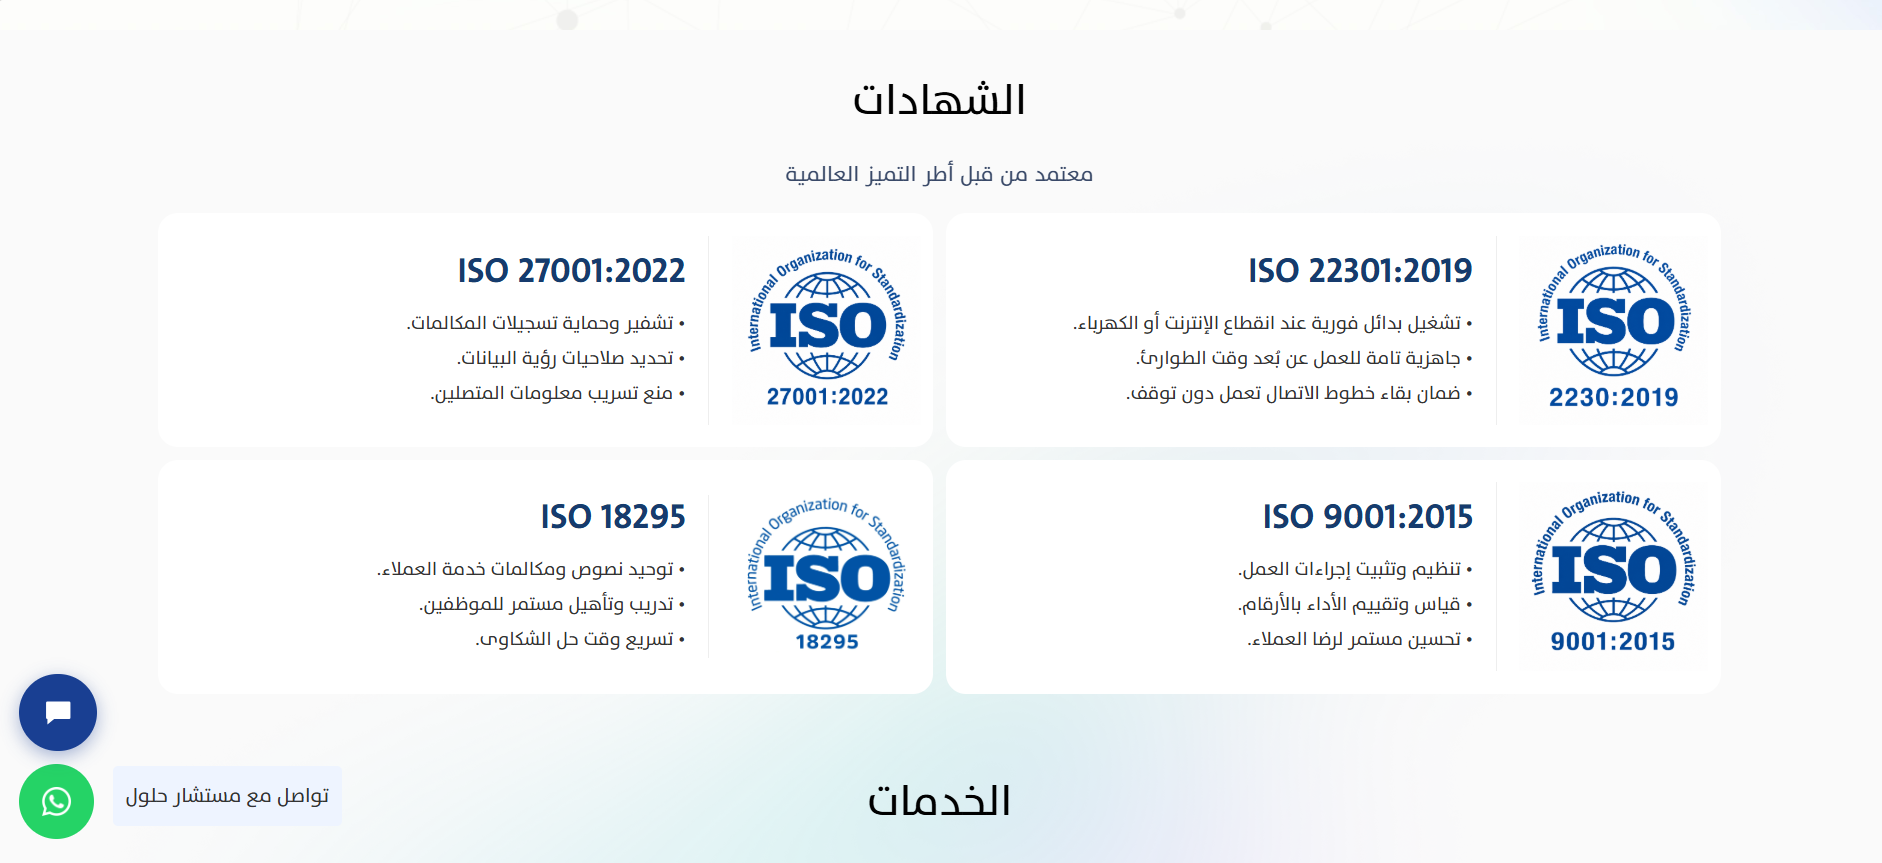 الشهادات
معتمد من قبل أطر التميز العالمية
International Organization for Standardization
ISO
2230:2019
ISO 22301:2019
• تشغيل بدائل فورية عند انقطاع الإنترنت أو الكهرباء.
• جاهزية تامة للعمل عن بُعد وقت الطوارئ.
• ضمان بقاء خطوط الاتصال تعمل دون توقف.
International Organization for Standardization
ISO
27001:2022
ISO 27001:2022
• تشفير وحماية تسجيلات المكالمات.
• تحديد صلاحيات رؤية البيانات.
• منع تسريب معلومات المتصلين.
International Organization for Standardization
ISO
9001:2015
ISO 9001:2015
• تنظيم وتثبيت إجراءات العمل.
• قياس وتقييم الأداء بالأرقام.
• تحسين مستمر لرضا العملاء.
International Organization for Standardization
ISO
18295
ISO 18295
• توحيد نصوص ومكالمات خدمة العملاء.
• تدريب وتأهيل مستمر للموظفين.
• تسريع وقت حل الشكاوى.
الخدمات
تواصل مع مستشار حلول